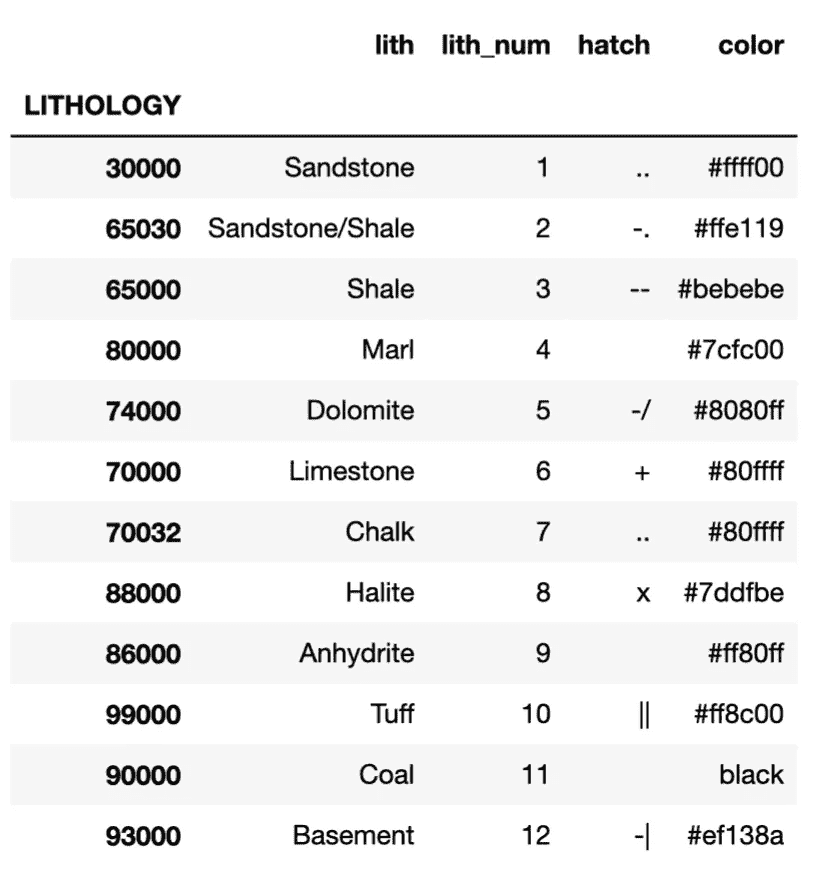 lith lith_num hatch color
LITHOLOGY
30000 Sandstone 1 .. #ffff00
65030 Sandstone/Shale 2 -. #ffe119
65000 Shale 3 -- #bebebe
80000 Marl 4 #7cfc00
74000 Dolomite 5 -/ #8080ff
70000 Limestone 6 + #80ffff
70032 Chalk 7 .. #80ffff
88000 Halite 8 x #7ddfbe
86000 Anhydrite 9 #ff80ff
99000 Tuff 10 || #ff8c00
90000 Coal 11 black
93000 Basement 12 -| #ef138a